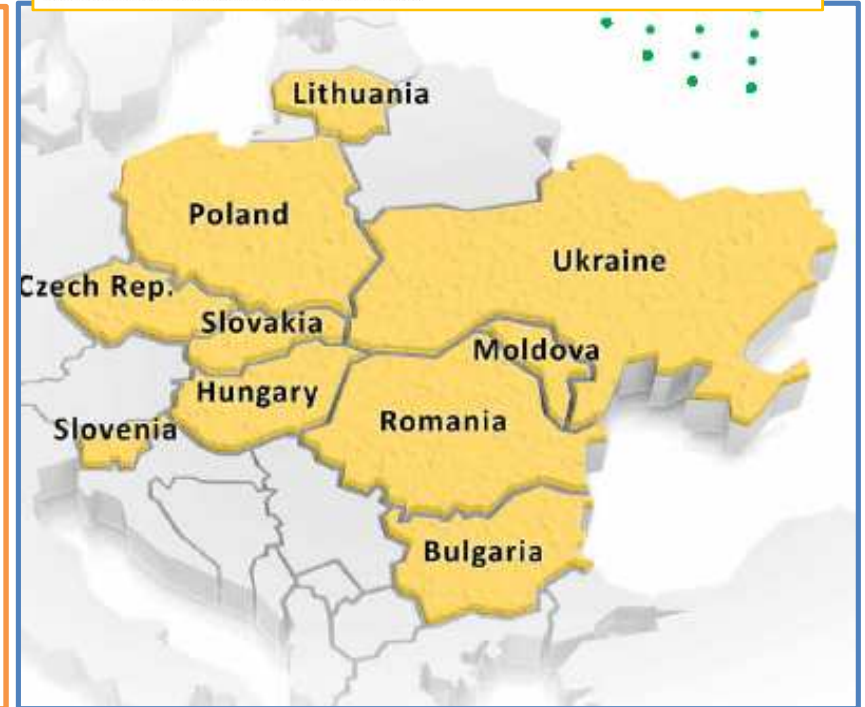 Lithuania
Poland
Ukraine
Czech Rep.
Slovakia
Moldova
Hungary
Romania
Slovenia
Bulgaria